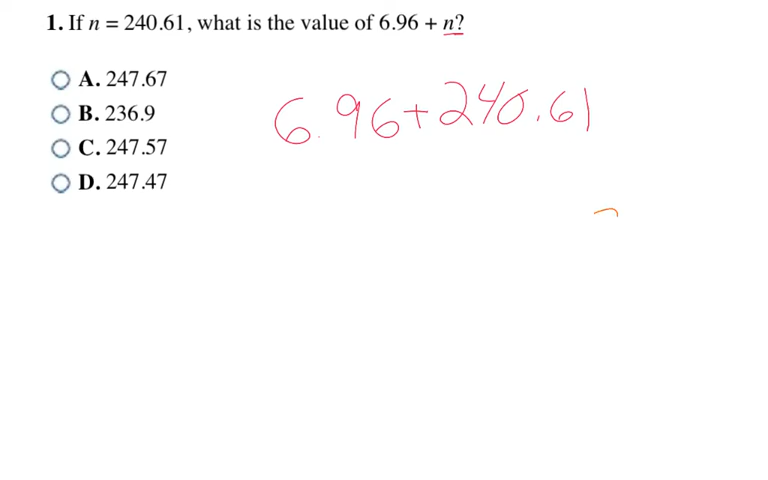 1. If n = 240.61, what is the value of 6.96 + n?
A. 247.67
B. 236.9
C. 247.57
D. 247.47
6.96+240.61